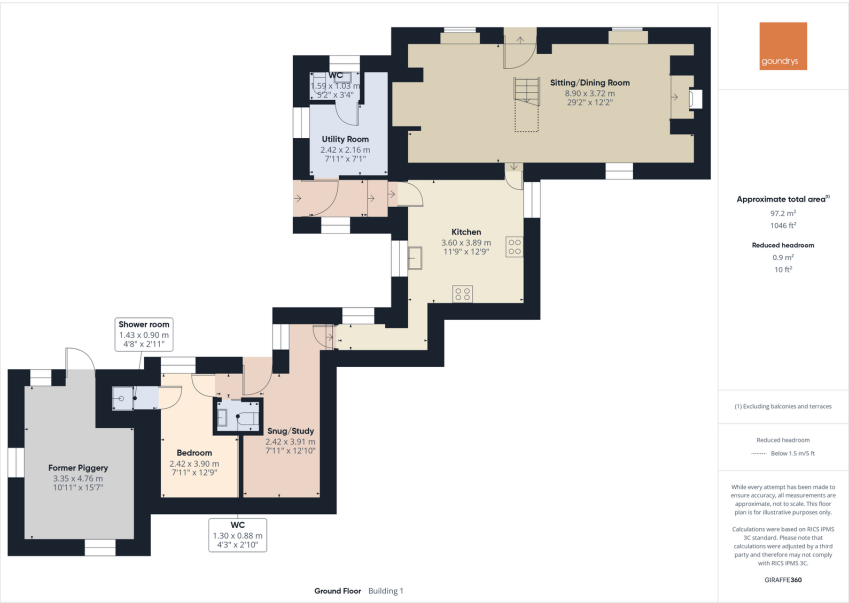 WC
1.59 x 1.03 m
5'2" x 3'4"
Utility Room
2.42 x 2.16 m
7'11" x 7'1"
Sitting/Dining Room
8.90 x 3.72 m
29'2" x 12'2"
Kitchen
3.60 x 3.89 m
11'9" x 12'9"
Shower room
1.43 x 0.90 m
4'8" x 2'11"
Snug/Study
2.42 x 3.91 m
7'11" x 12'10"
Bedroom
2.42 x 3.90 m
7'11" x 12'9"
Former Piggery
3.35 x 4.76 m
10'11" x 15'7"
WC
1.30 x 0.88 m
4'3" x 2'10"
Ground Floor Building 1
goundrys
Approximate total area(1)
97.2 m²
1046 ft²
Reduced headroom
0.9 m²
10 ft²
(1) Excluding balconies and terraces
Reduced headroom
Below 1.5 m/5 ft
While every attempt has been made to
ensure accuracy, all measurements are
approximate, not to scale. This floor
plan is for illustrative purposes only.
Calculations were based on RICS IPMS
3C standard. Please note that
calculations were adjusted by a third
party and therefore may not comply
with RICS IPMS 3C.
GIRAFFE360